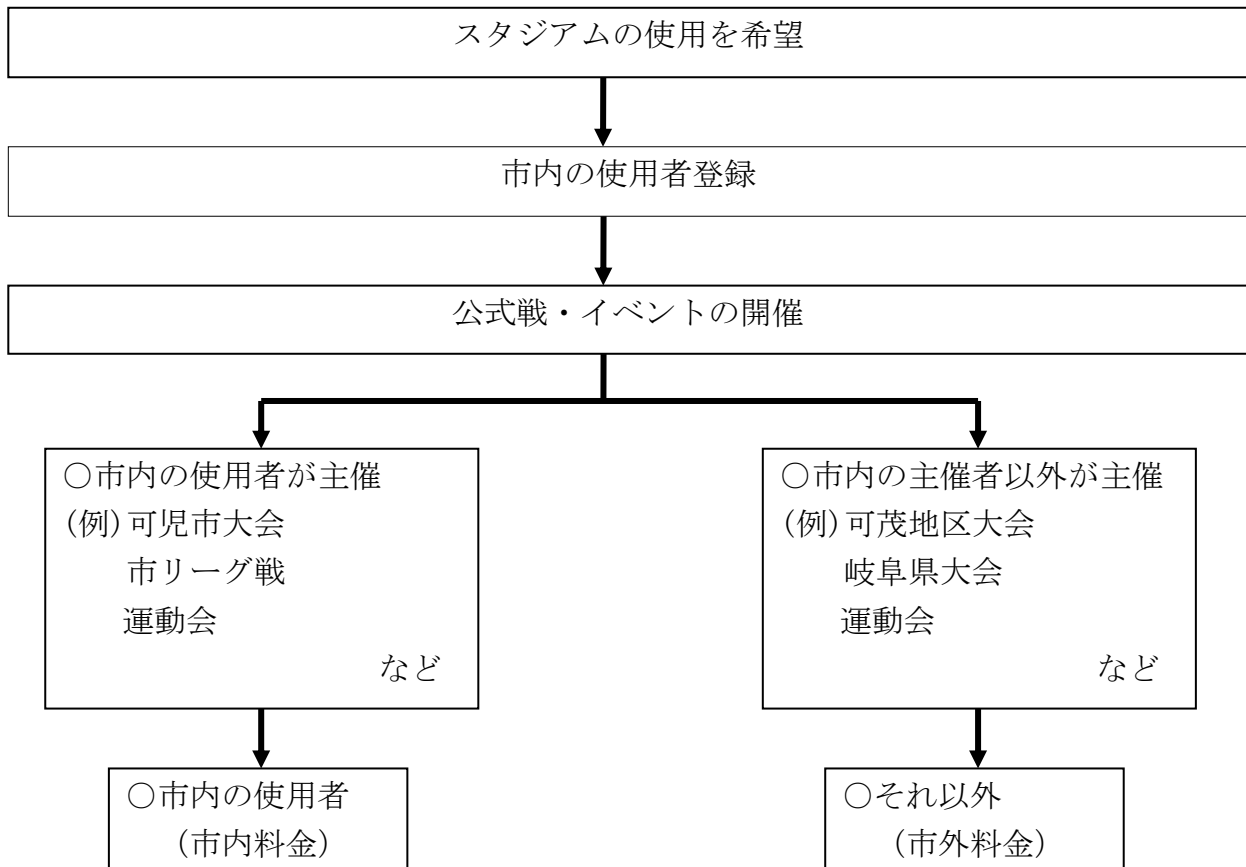 スタジアムの使用を希望
市内の使用者登録
公式戦・イベントの開催
○市内の使用者が主催
(例)可児市大会
市リーグ戦
運動会
など
○市内の主催者以外が主催
(例)可茂地区大会
岐阜県大会
運動会
など
○市内の使用者
(市内料金)
○それ以外
(市外料金)